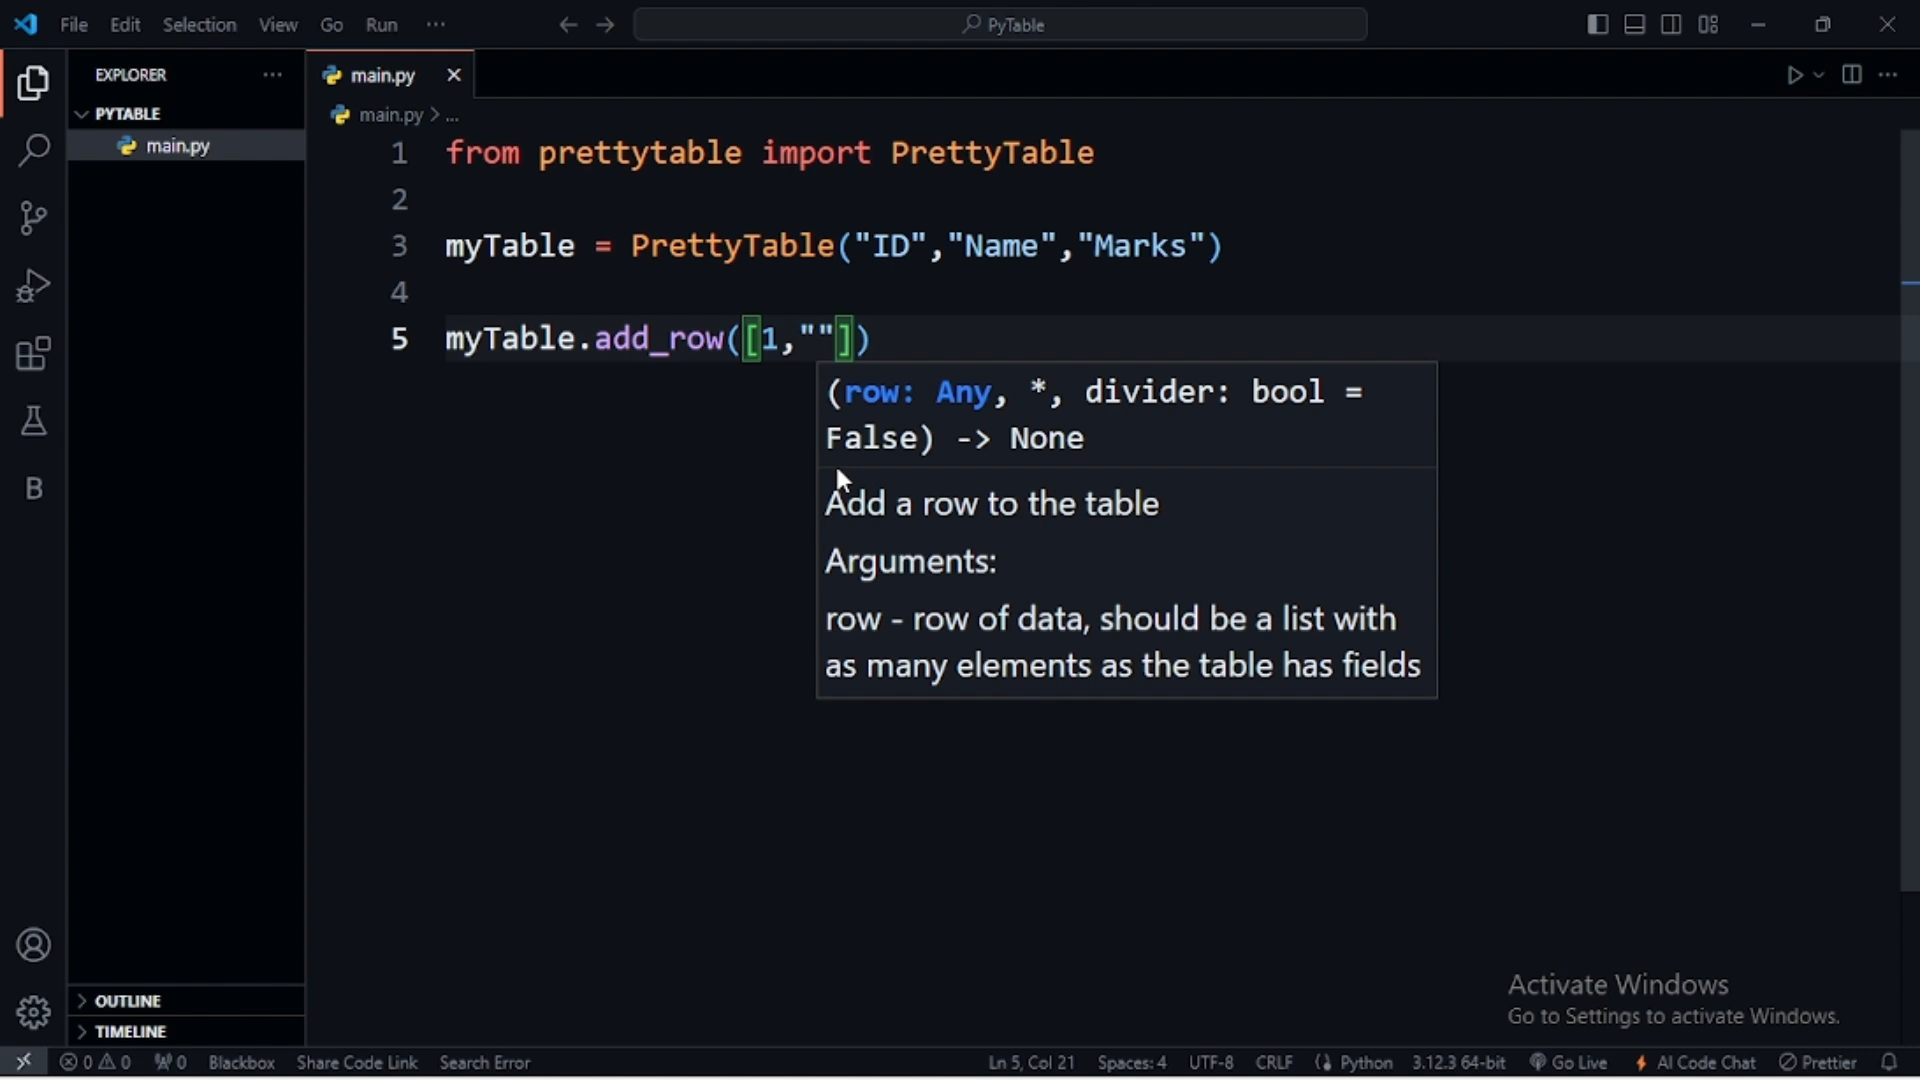 File Edit Selection View Go Run ··· ← → PyTable
EXPLORER ··· main.py ×
PYTABLE main.py > ...
main.py
1 from prettytable import PrettyTable
2
3 myTable = PrettyTable("ID","Name","Marks")
4
5 myTable.add_row([1,""])
(row: Any, *, divider: bool =
False) -> None
Add a row to the table
Arguments:
row - row of data, should be a list with
as many elements as the table has fields
B
Activate Windows
Go to Settings to activate Windows.
OUTLINE
TIMELINE
0 0 0 Blackbox Share Code Link Search Error Ln 5, Col 21 Spaces: 4 UTF-8 CRLF Python 3.12.3 64-bit Go Live AI Code Chat Prettier